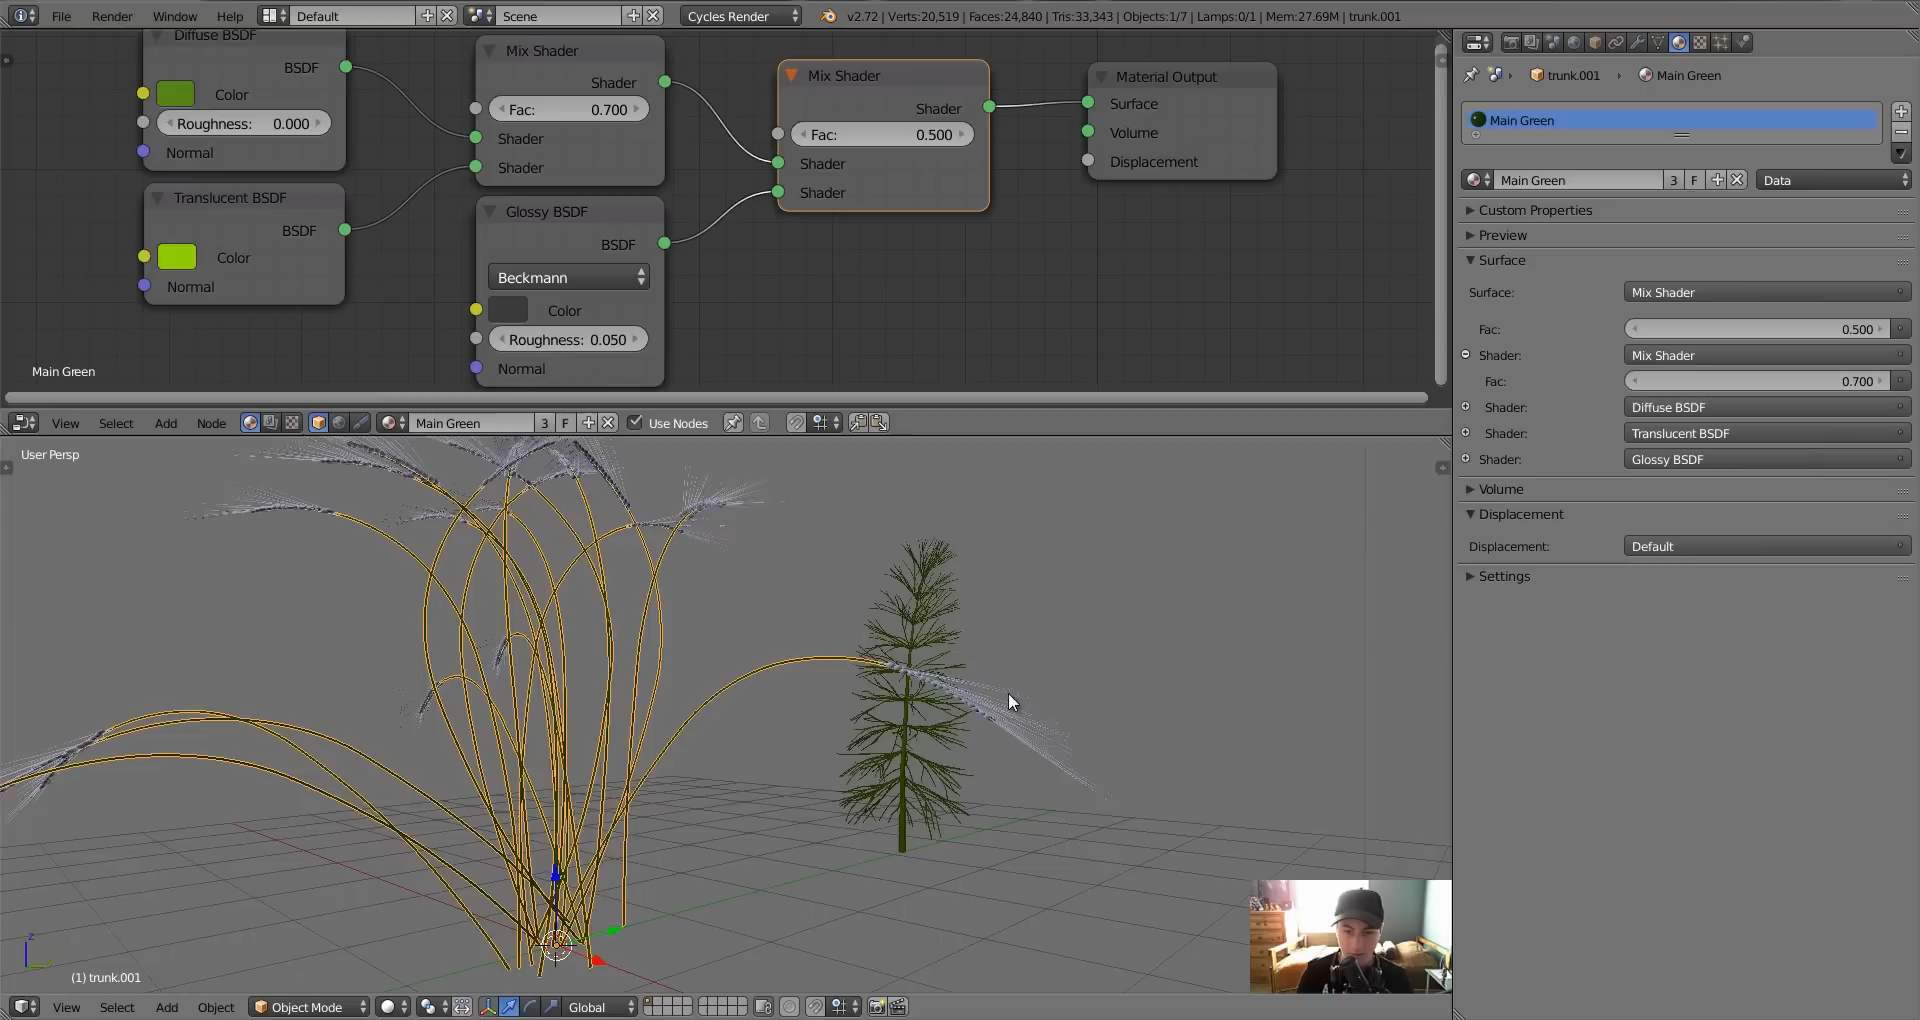 File Render Window Help Default Scene Cycles Render v2.72 | Verts:20,519 | Faces:24,840 | Tris:33,343 | Objects:1/7 | Lamps:0/1 | Mem:27.69M | trunk.001
Diffuse BSDF
BSDF
Color
Roughness: 0.000
Normal
Translucent BSDF
BSDF
Color
Normal
Mix Shader
Shader
Fac: 0.700
Shader
Shader
Glossy BSDF
BSDF
Beckmann
Color
Roughness: 0.050
Normal
Mix Shader
Shader
Fac: 0.500
Shader
Shader
Material Output
Surface
Volume
Displacement
Main Green
View Select Add Node Main Green 3 F Use Nodes
User Persp
(1) trunk.001
View Select Add Object Object Mode Global
trunk.001 Main Green
Main Green
Main Green 3 F Data
Custom Properties
Preview
Surface
Surface: Mix Shader
Fac: 0.500
Shader: Mix Shader
Fac: 0.700
Shader: Diffuse BSDF
Shader: Translucent BSDF
Shader: Glossy BSDF
Volume
Displacement
Displacement: Default
Settings